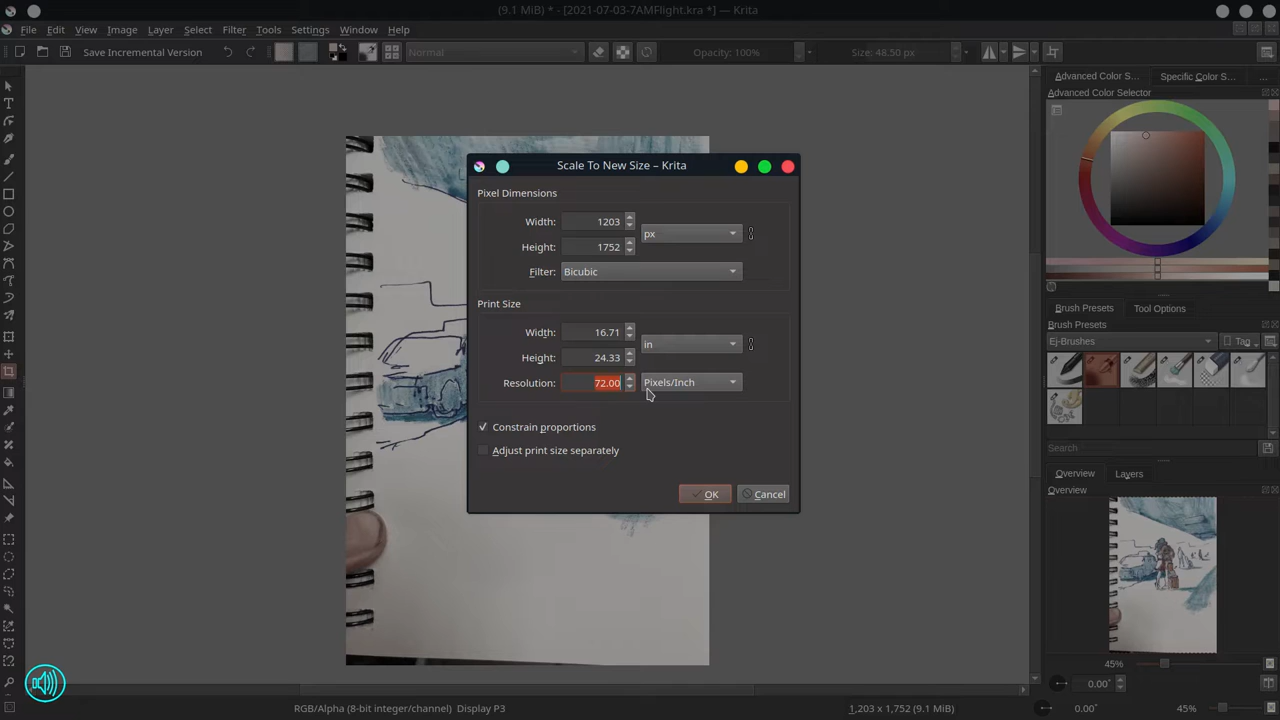 (9.1 MiB) * - [2021-07-03-7AMFlight.kra *] — Krita
File Edit View Image Layer Select Filter Tools Settings Window Help
Save Incremental Version Normal Opacity: 100% Size: 48.50 px
Advanced Color S... Specific Color S... ...
Advanced Color Selector
Scale To New Size – Krita
Pixel Dimensions
Width: 1203
px
Height: 1752
Filter: Bicubic
Print Size
Width: 16.71
in
Height: 24.33
Resolution: 72.00 Pixels/Inch
Constrain proportions
Adjust print size separately
OK Cancel
Brush Presets Tool Options
Brush Presets
Ej-Brushes Tag
Search
Overview Layers
Overview
45%
0.00°
RGB/Alpha (8-bit integer/channel) Display P3 1,203 x 1,752 (9.1 MiB) 0.00° 45%